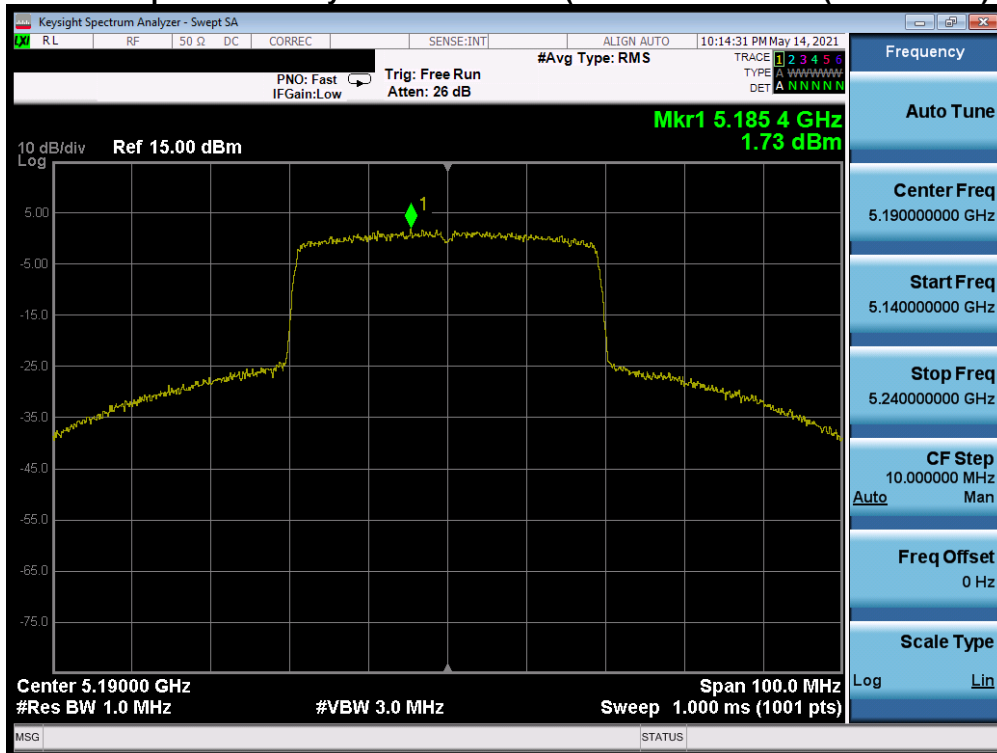 Keysight Spectrum Analyzer - Swept SA
LXI RL RF 50 Ω DC CORREC SENSE:INT ALIGN AUTO 10:14:31 PM May 14, 2021
#Avg Type: RMS TRACE 1 2 3 4 5 6
PNO: Fast Trig: Free Run TYPE A WWWWW
IFGain:Low Atten: 26 dB DET A N N N N N
Mkr1 5.185 4 GHz
10 dB/div Ref 15.00 dBm 1.73 dBm
Log
1
5.00
-5.00
-15.0
-25.0
-35.0
-45.0
-55.0
-65.0
-75.0
Center 5.19000 GHz Span 100.0 MHz
#Res BW 1.0 MHz #VBW 3.0 MHz Sweep 1.000 ms (1001 pts)
MSG STATUS
Frequency
Auto Tune
Center Freq
5.190000000 GHz
Start Freq
5.140000000 GHz
Stop Freq
5.240000000 GHz
CF Step
10.000000 MHz
Auto Man
Freq Offset
0 Hz
Scale Type
Log Lin